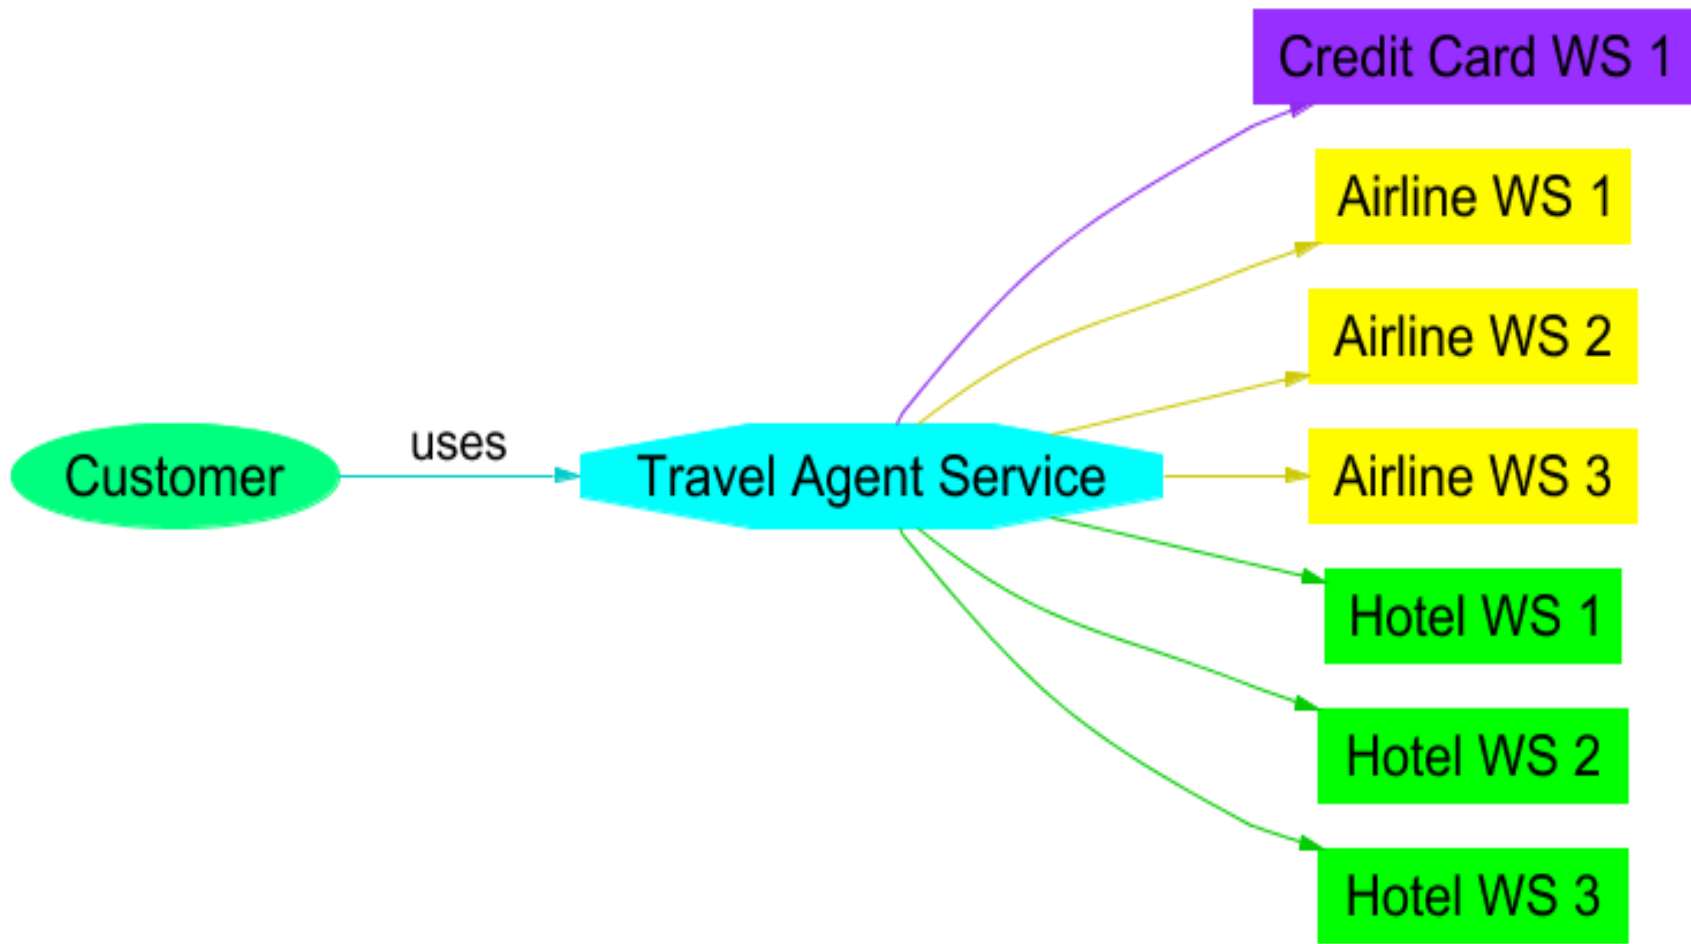 Credit Card WS 1
Airline WS 1
Airline WS 2
uses
Customer
Travel Agent Service
Airline WS 3
Hotel WS 1
Hotel WS 2
Hotel WS 3